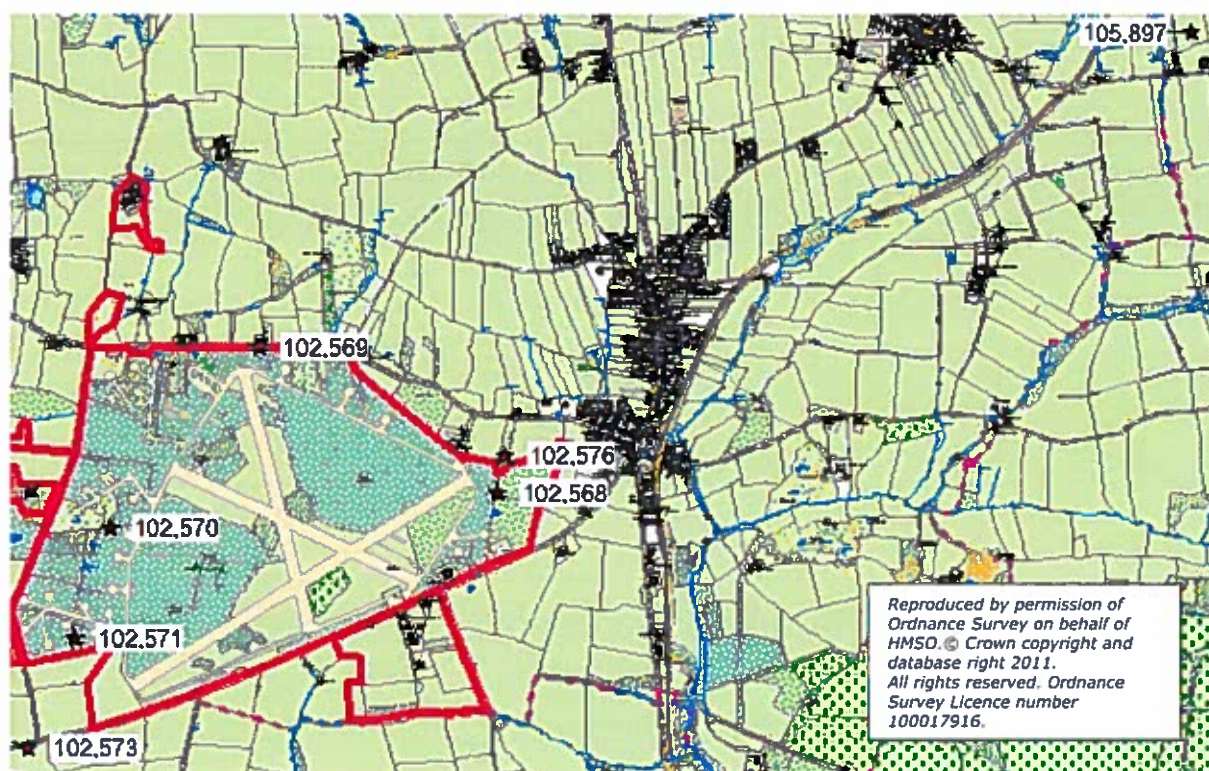 105,897
102,569
102,576
102,568
102,570
102,571
102,573
Reproduced by permission of
Ordnance Survey on behalf of
HMSO. © Crown copyright and
database right 2011.
All rights reserved. Ordnance
Survey Licence number
100017916.